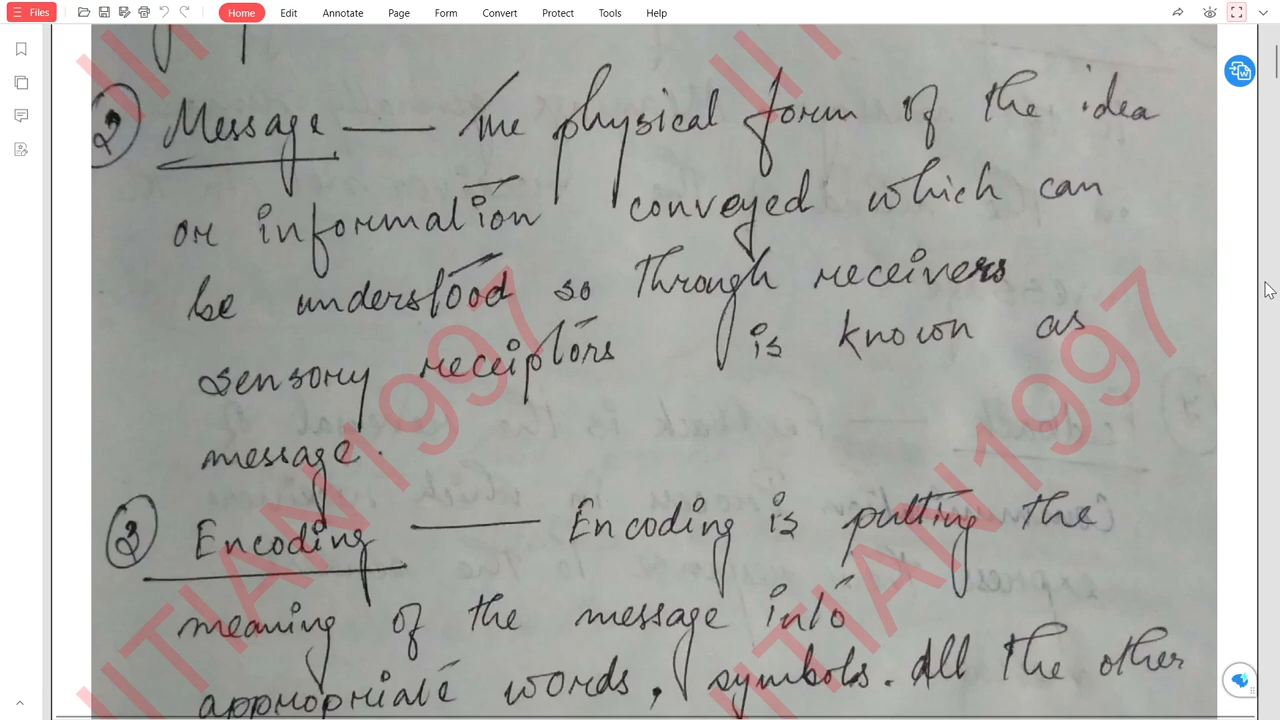 Files
Home Edit Annotate Page Form Convert Protect Tools Help
② Message — The physical form of the idea
or information conveyed which can
be understood so through receivers
sensory receiptors is known as
message.
③ Encoding — Encoding is putting the
meaning of the message into
appropriate words, symbols. All the other
IITIAN1997
IITIAN1997